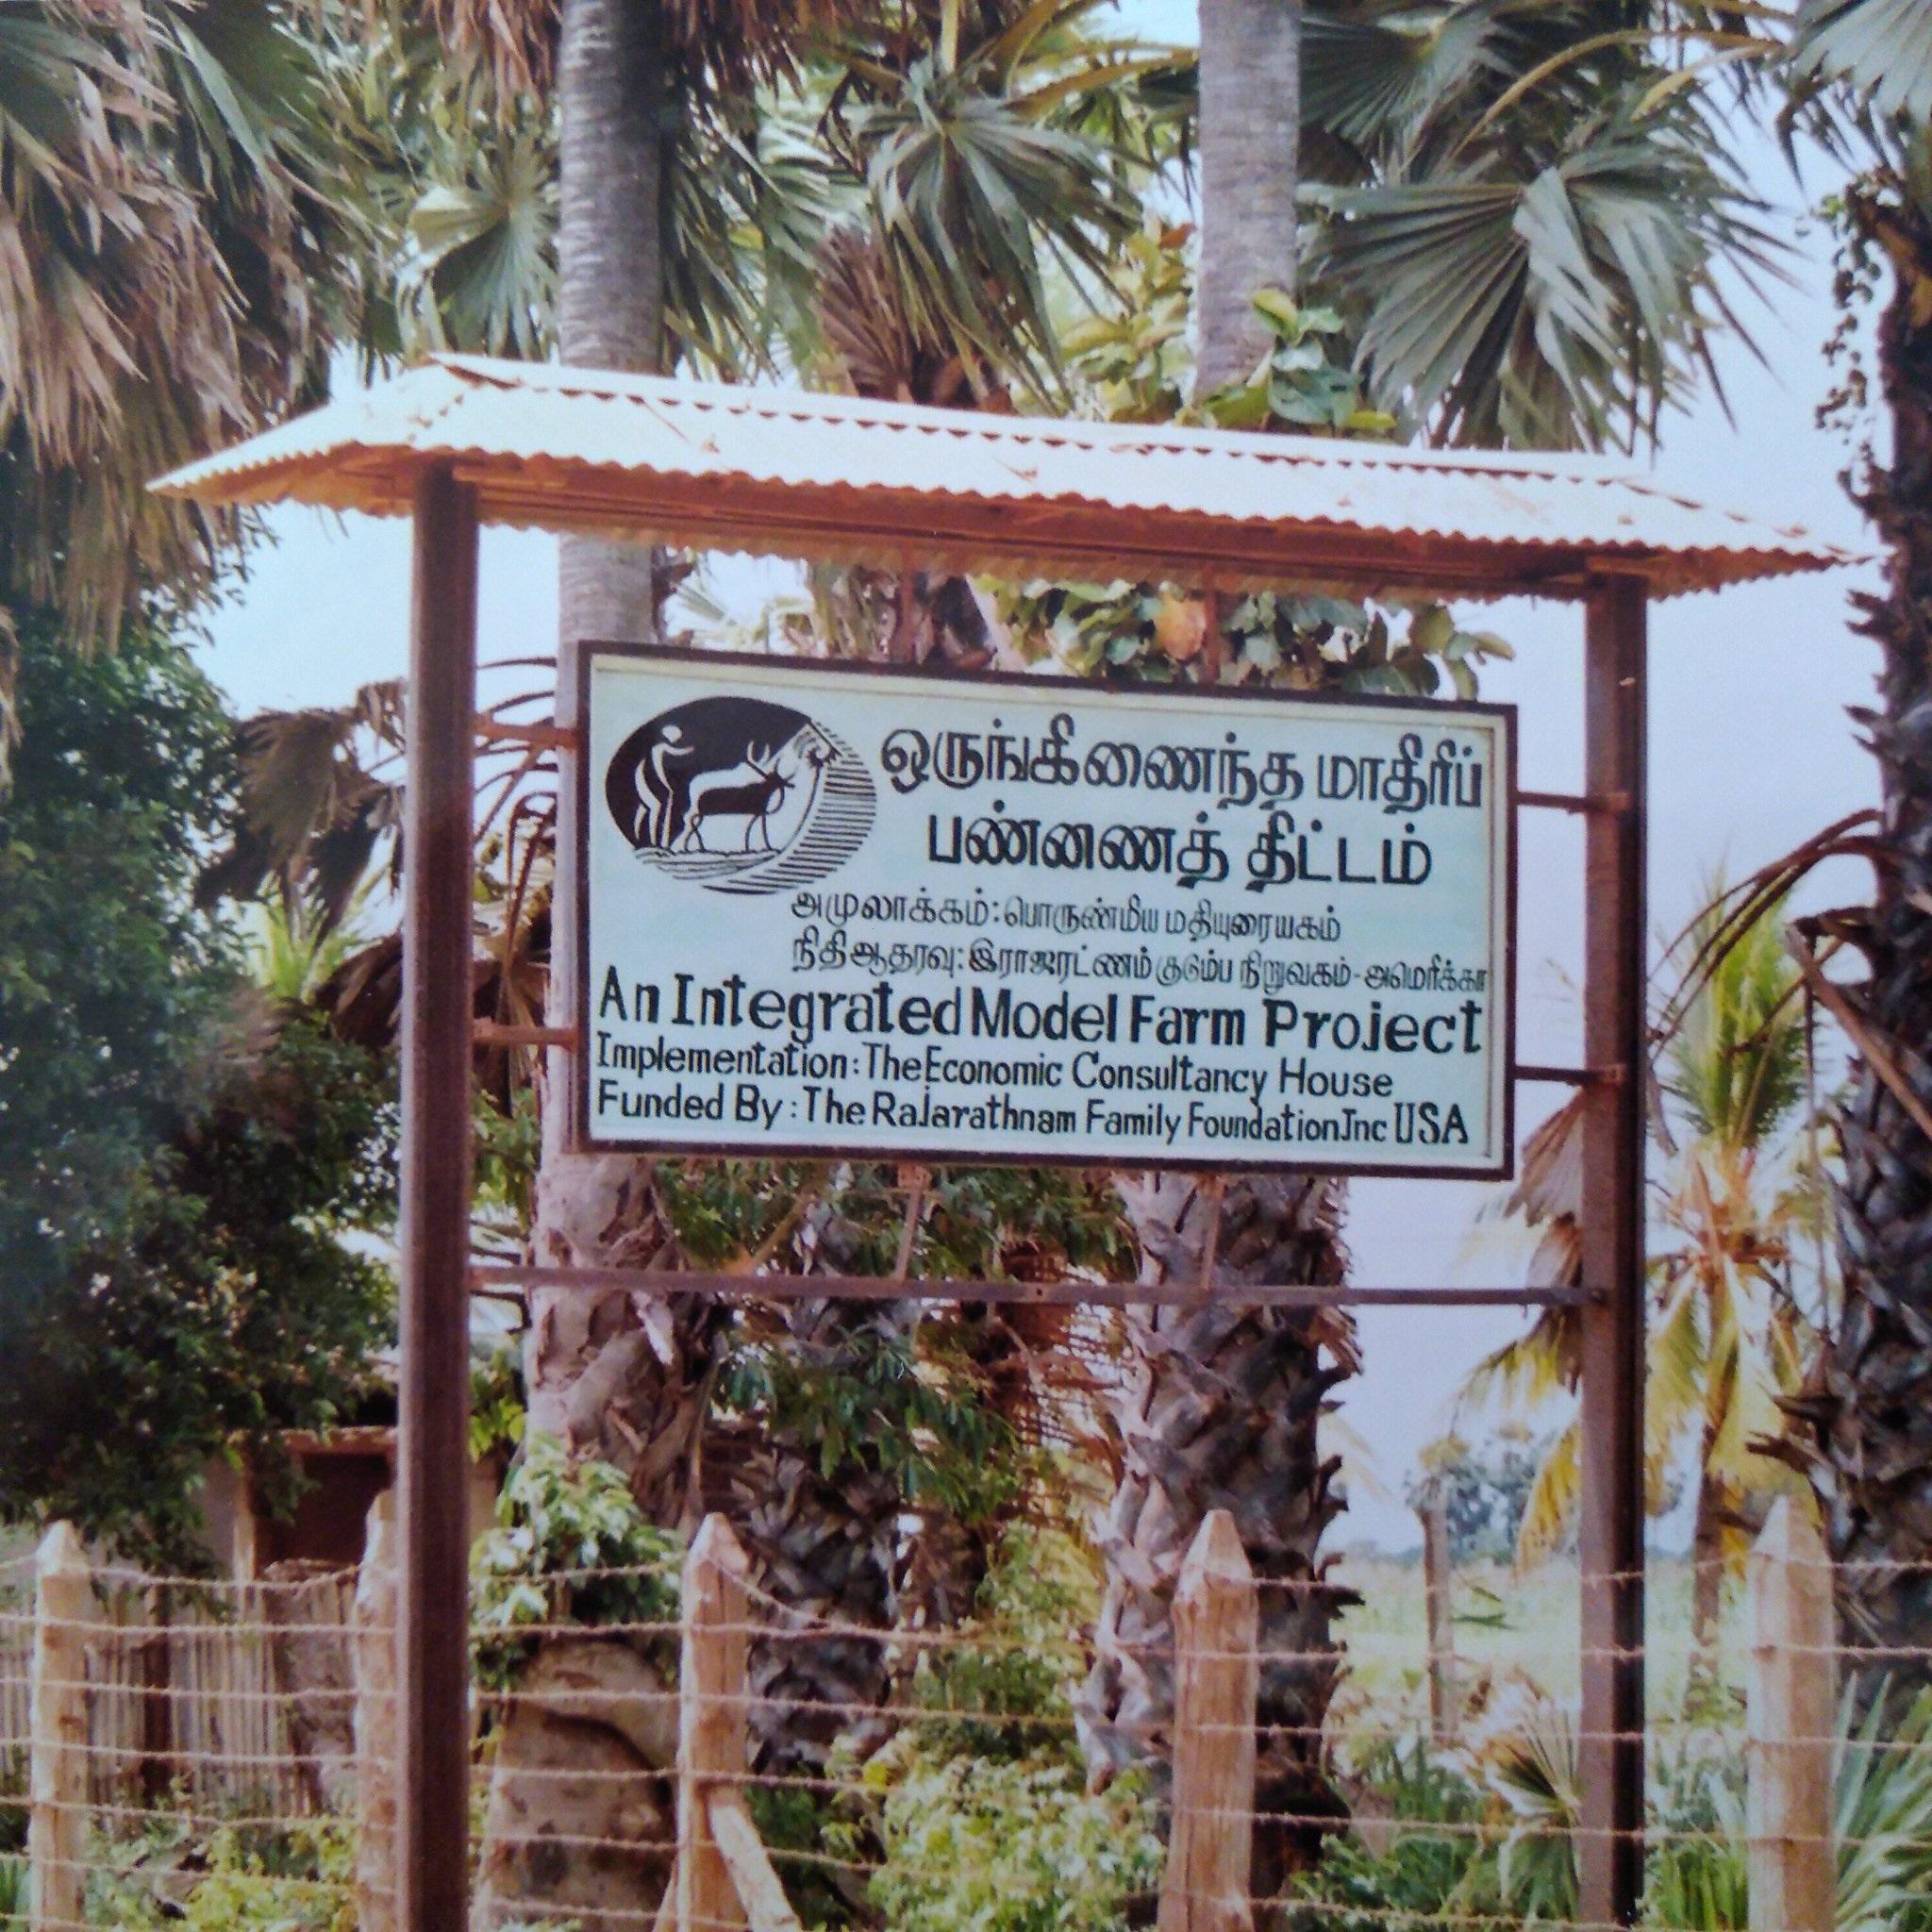 ஒருங்கிணைந்த மாதிரிப்
பண்ணைத் திட்டம்
அமுலாக்கம்:பொருண்மிய மதியுரையகம்
நிதிஆதரவு:இராஜரட்ணம் குடும்ப நிறுவகம்-அமெரிக்கா
An Integrated Model Farm Project
Implementation:The Economic Consultancy House
Funded By:The Rajarathnam Family Foundation Inc USA